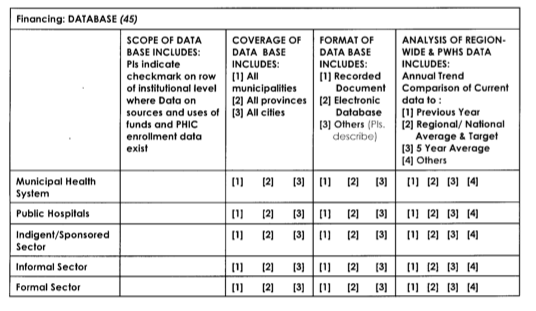 Financing: DATABASE (45)
SCOPE OF DATA
BASE INCLUDES:
Pls indicate
checkmark on row
of institutional level
where Data on
sources and uses of
funds and PHIC
enrollment data
exist
COVERAGE OF
DATA BASE
INCLUDES:
[1] All
municipalities
[2] All provinces
[3] All cities
FORMAT OF
DATA BASE
INCLUDES:
[1] Recorded
Document
[2] Electronic
Database
[3] Others (Pls.
describe)
ANALYSIS OF REGION-
WIDE & PWHS DATA
INCLUDES:
Annual Trend
Comparison of Current
data to :
[1] Previous Year
[2] Regional/ National
Average & Target
[3] 5 Year Average
[4] Others
Municipal Health
System
[1] [2] [3] [1] [2] [3] [1] [2] [3] [4]
Public Hospitals [1] [2] [3] [1] [2] [3] [1] [2] [3] [4]
Indigent/Sponsored
Sector
[1] [2] [3] [1] [2] [3] [1] [2] [3] [4]
Informal Sector [1] [2] [3] [1] [2] [3] [1] [2] [3] [4]
Formal Sector [1] [2] [3] [1] [2] [3] [1] [2] [3] [4]